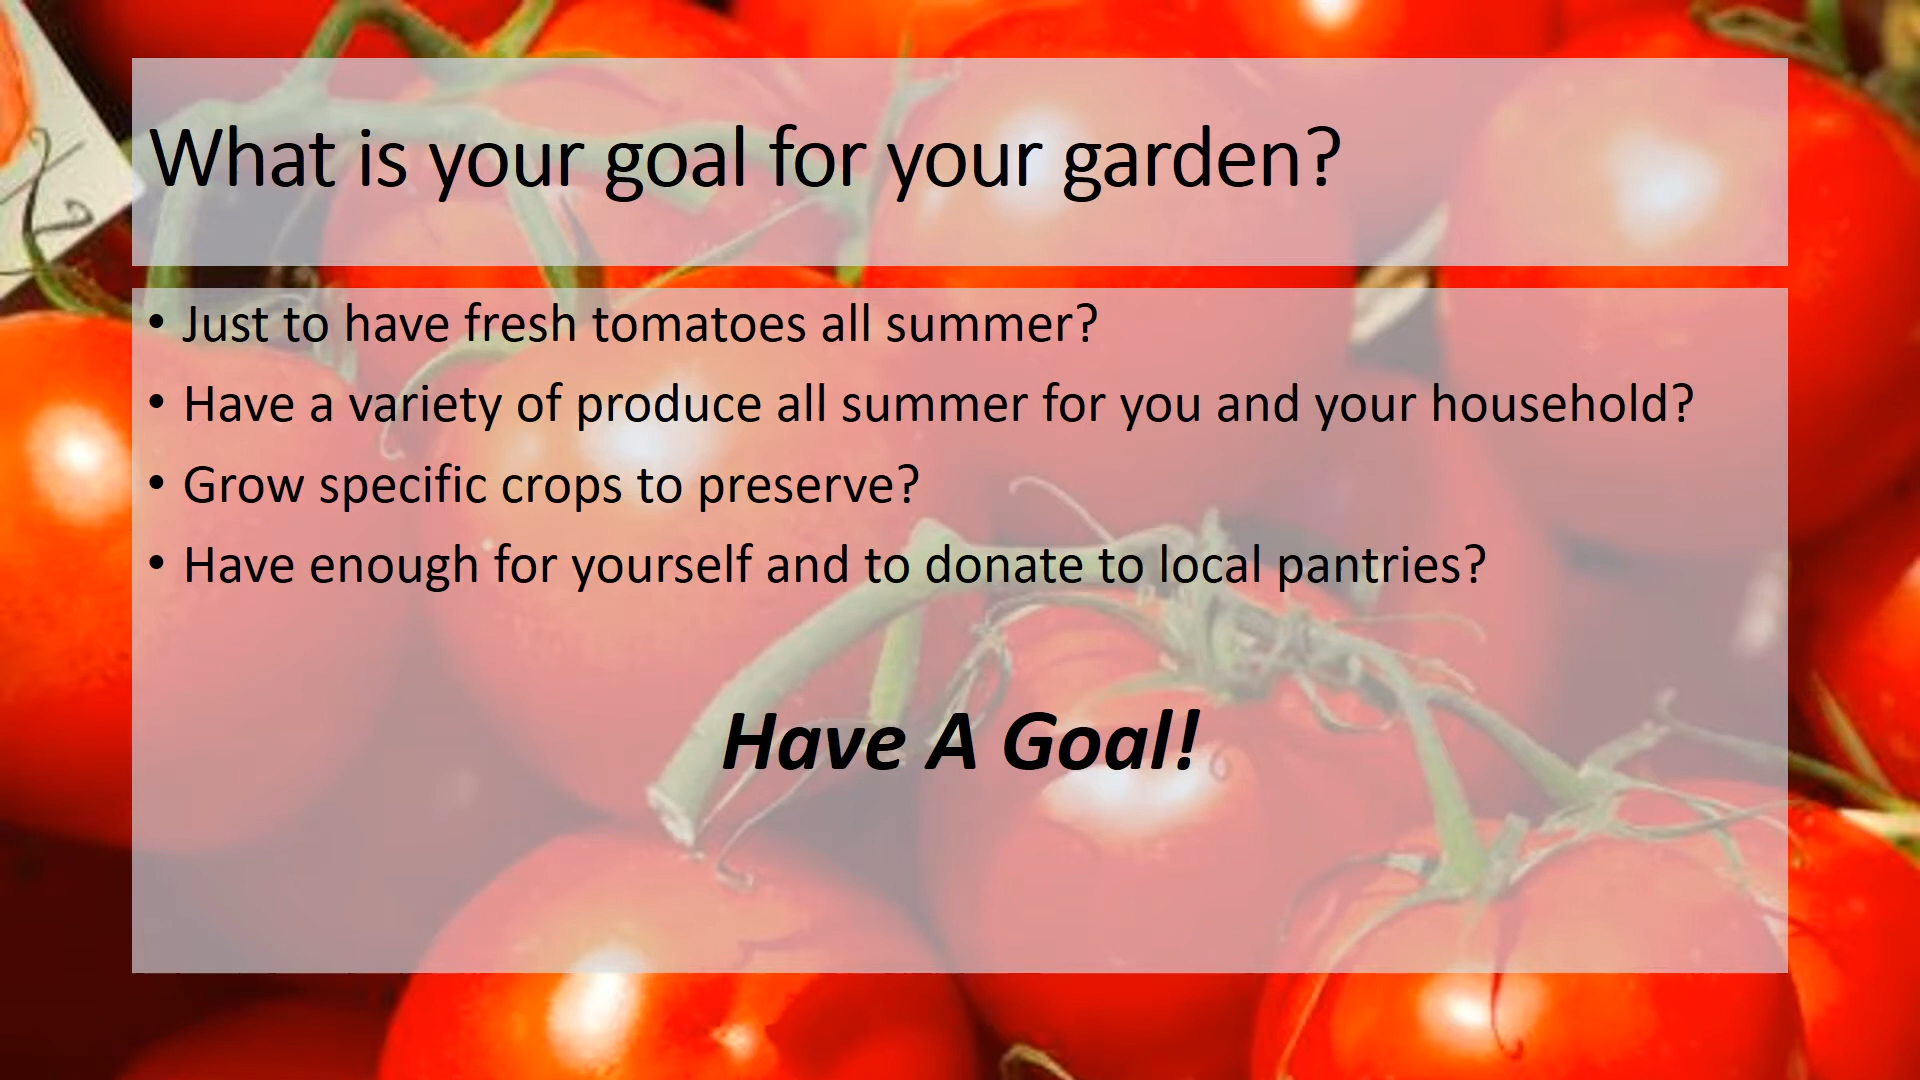 What is your goal for your garden?
• Just to have fresh tomatoes all summer?
• Have a variety of produce all summer for you and your household?
• Grow specific crops to preserve?
• Have enough for yourself and to donate to local pantries?
Have A Goal!